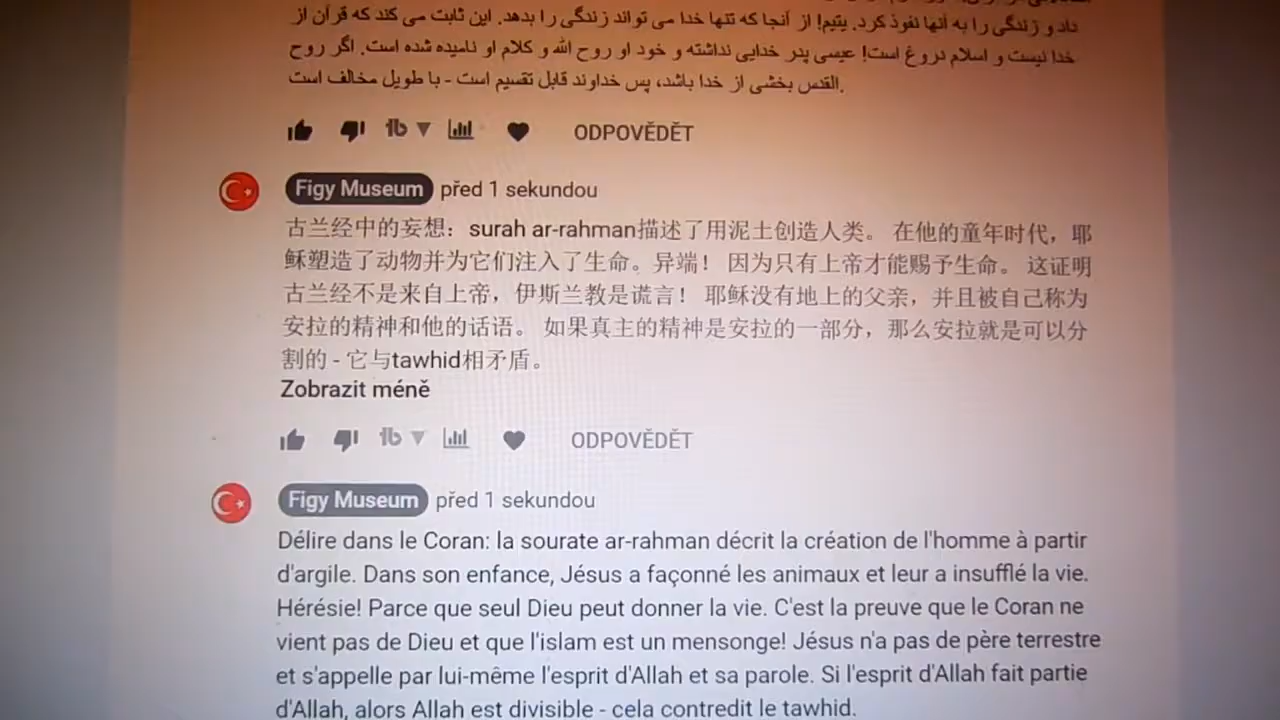 داد و زندگی را به آنها نفوذ کرد. یتیم! از آنجا که تنها خدا می تواند زندگی را بدهد. این ثابت می کند که قرآن از
خدا نیست و اسلام دروغ است! عیسی پدر خدایی نداشته و خود او روح الله و کلام او نامیده شده است. اگر روح
القدس بخشی از خدا باشد، پس خداوند قابل تقسیم است - با طویل مخالف است.
ODPOVĚDĚT
Figy Museum před 1 sekundou
古兰经中的妄想：surah ar-rahman描述了用泥土创造人类。 在他的童年时代，耶
稣塑造了动物并为它们注入了生命。异端！ 因为只有上帝才能赐予生命。 这证明
古兰经不是来自上帝，伊斯兰教是谎言！ 耶稣没有地上的父亲，并且被自己称为
安拉的精神和他的话语。 如果真主的精神是安拉的一部分，那么安拉就是可以分
割的 - 它与tawhid相矛盾。
Zobrazit méně
ODPOVĚDĚT
Figy Museum před 1 sekundou
Délire dans le Coran: la sourate ar-rahman décrit la création de l'homme à partir
d'argile. Dans son enfance, Jésus a façonné les animaux et leur a insufflé la vie.
Hérésie! Parce que seul Dieu peut donner la vie. C'est la preuve que le Coran ne
vient pas de Dieu et que l'islam est un mensonge! Jésus n'a pas de père terrestre
et s'appelle par lui-même l'esprit d'Allah et sa parole. Si l'esprit d'Allah fait partie
d'Allah, alors Allah est divisible - cela contredit le tawhid.